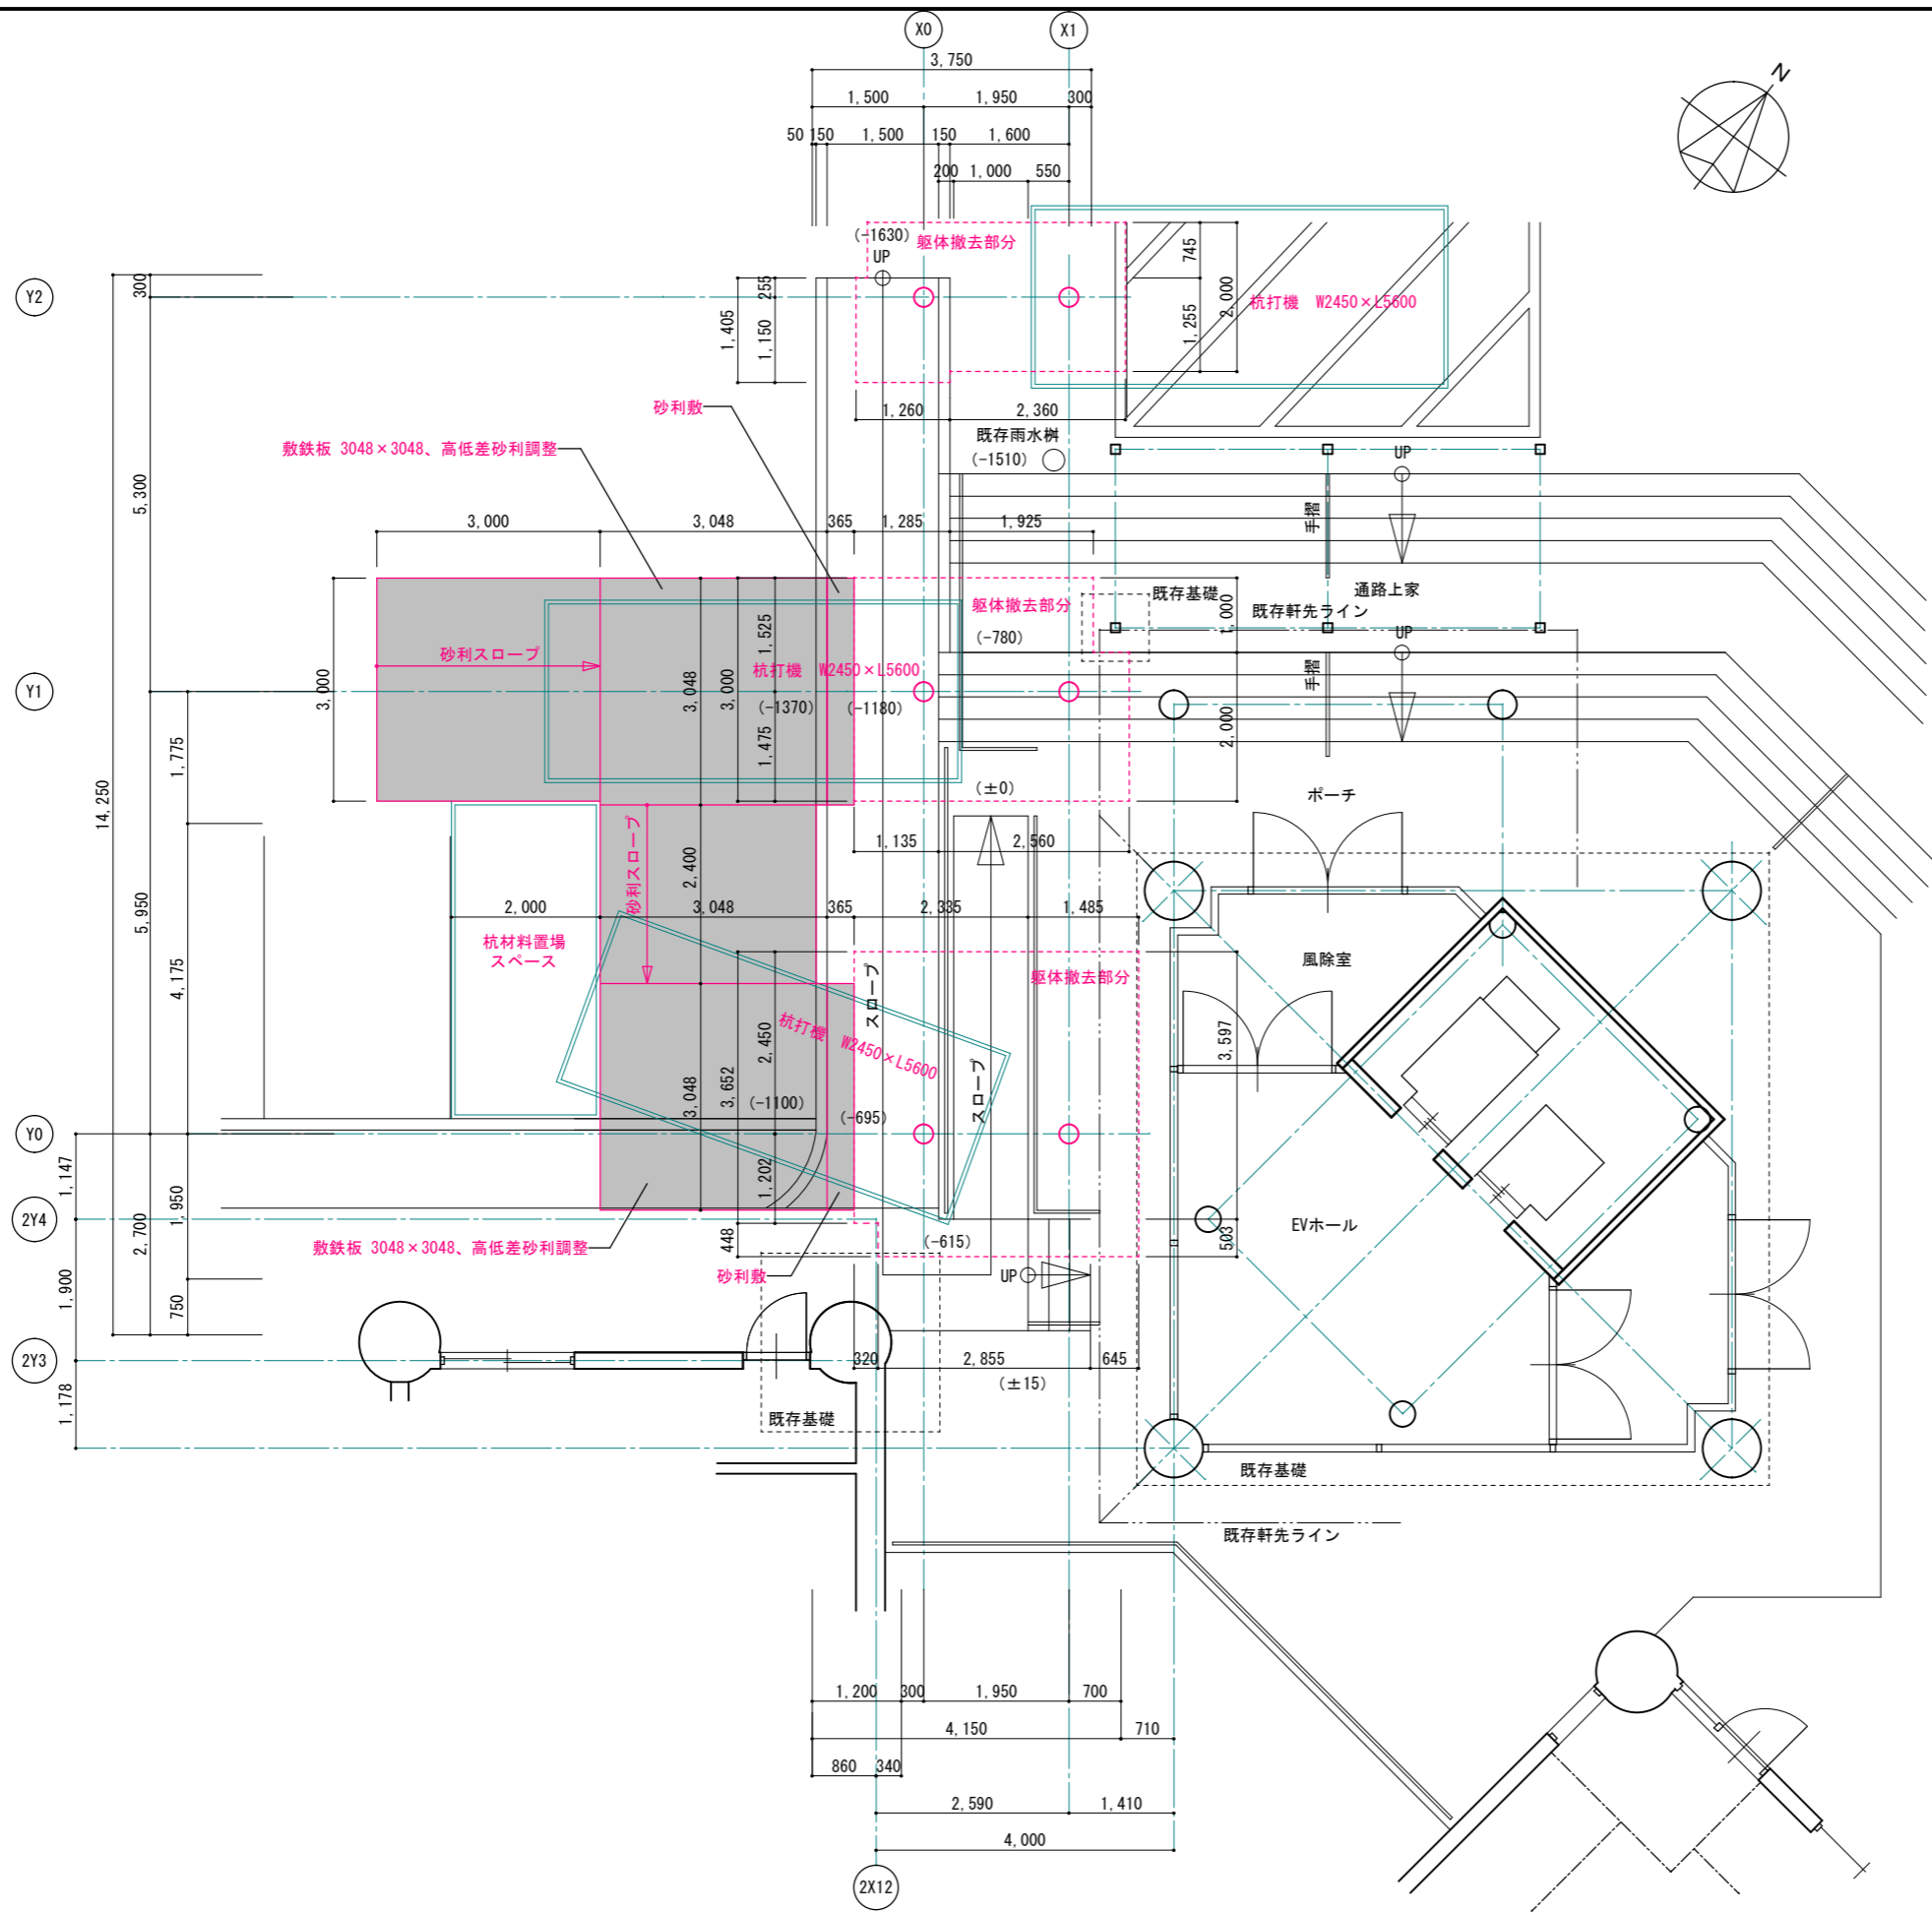 X0
X1
3,750
1,500
1,950
300
50
150
1,500
150
1,600
200
1,000
550
N
(-1630)
躯体撤去部分
UP
745
300
255
2,000
Y2
杭打機 W2450×L5600
1,405
1,150
1,255
砂利敷
1,260
2,360
既存雨水桝
敷鉄板 3048×3048、高低差砂利調整
(-1510)
UP
5,300
手摺
3,000
3,048
365
1,285
1,925
既存基礎
通路上家
躯体撤去部分
既存軒先ライン
1,000
1,525
(-780)
UP
砂利スロープ
杭打機 W2450×L5600
手摺
Y1
3,000
3,048
3,000
(-1370)
(-1180)
2,000
1,475
1,775
14,250
(±0)
ポーチ
砂利スロープ
1,135
2,560
2,400
5,950
2,000
3,048
365
2,335
1,485
杭材料置場
スペース
風除室
4,175
躯体撤去部分
スロープ
杭打機 W2450×L5600
2,450
3,597
スロープ
3,652
3,048
(-1100)
(-695)
Y0
1,147
1,202
1,950
2Y4
2,700
448
(-615)
503
EVホール
敷鉄板 3048×3048、高低差砂利調整
砂利敷
UP
1,900
750
2Y3
320
2,855
645
(±15)
1,178
既存基礎
既存基礎
既存軒先ライン
1,200
300
1,950
700
4,150
710
860
340
2,590
1,410
4,000
2X12